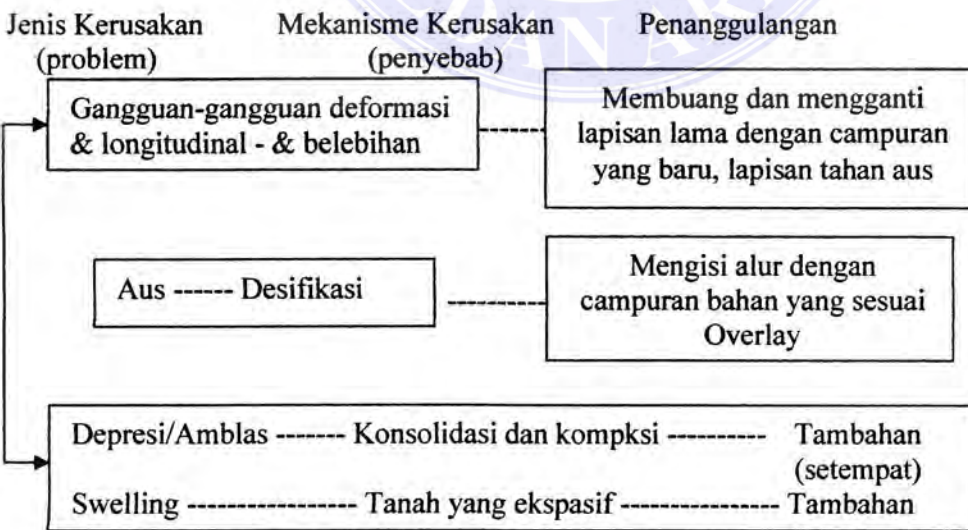 Jenis Kerusakan Mekanisme Kerusakan Penanggulangan
(problem) (penyebab)
Gangguan-gangguan deformasi
& longitudinal - & belebihan
Membuang dan mengganti
lapisan lama dengan campuran
yang baru, lapisan tahan aus
Aus ------ Desifikasi
Mengisi alur dengan
campuran bahan yang sesuai
Overlay
Depresi/Amblas ------- Konsolidasi dan kompksi ---------- Tambahan
(setempat)
Swelling ----------------- Tanah yang ekspasif --------------- Tambahan